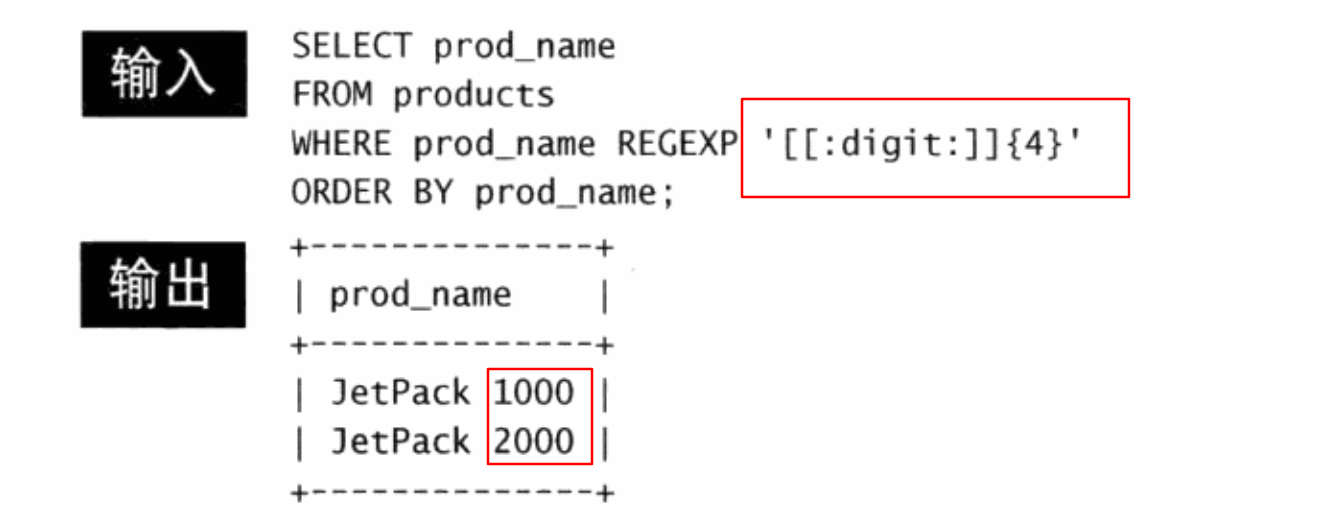 输入
SELECT prod_name
FROM products
WHERE prod_name REGEXP '[[:digit:]]{4}'
ORDER BY prod_name;
输出
+--------------+
| prod_name    |
+--------------+
| JetPack 1000 |
| JetPack 2000 |
+--------------+